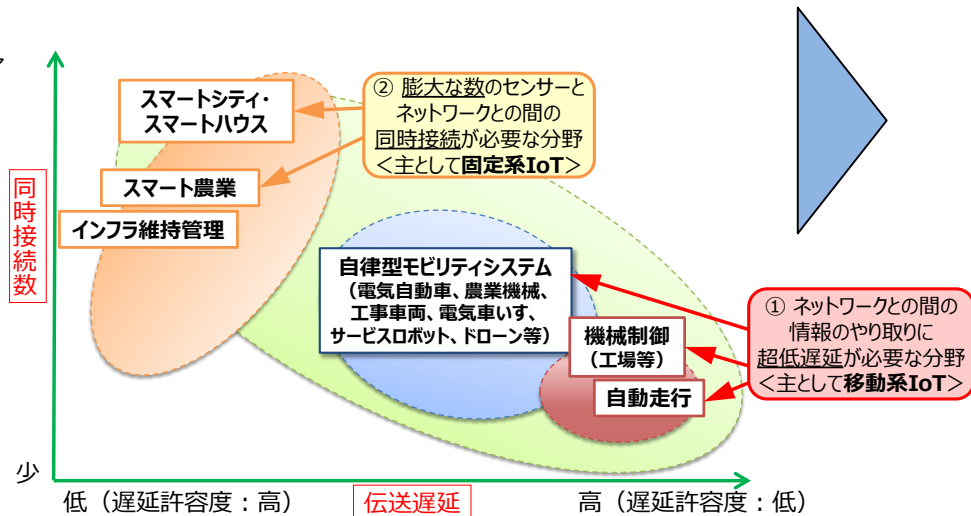 スマートシティ・
スマートハウス
スマート農業
インフラ維持管理
② 膨大な数のセンサーと
ネットワークとの間の
同時接続が必要な分野
<主として固定系IoT>
同時接続数
自律型モビリティシステム
(電気自動車、農業機械、
工事車両、電気車いす、
サービスロボット、ドローン等)
機械制御
(工場等)
自動走行
① ネットワークとの間の
情報のやり取りに
超低遅延が必要な分野
<主として移動系IoT>
少
低(遅延許容度:高)
伝送遅延
高(遅延許容度:低)